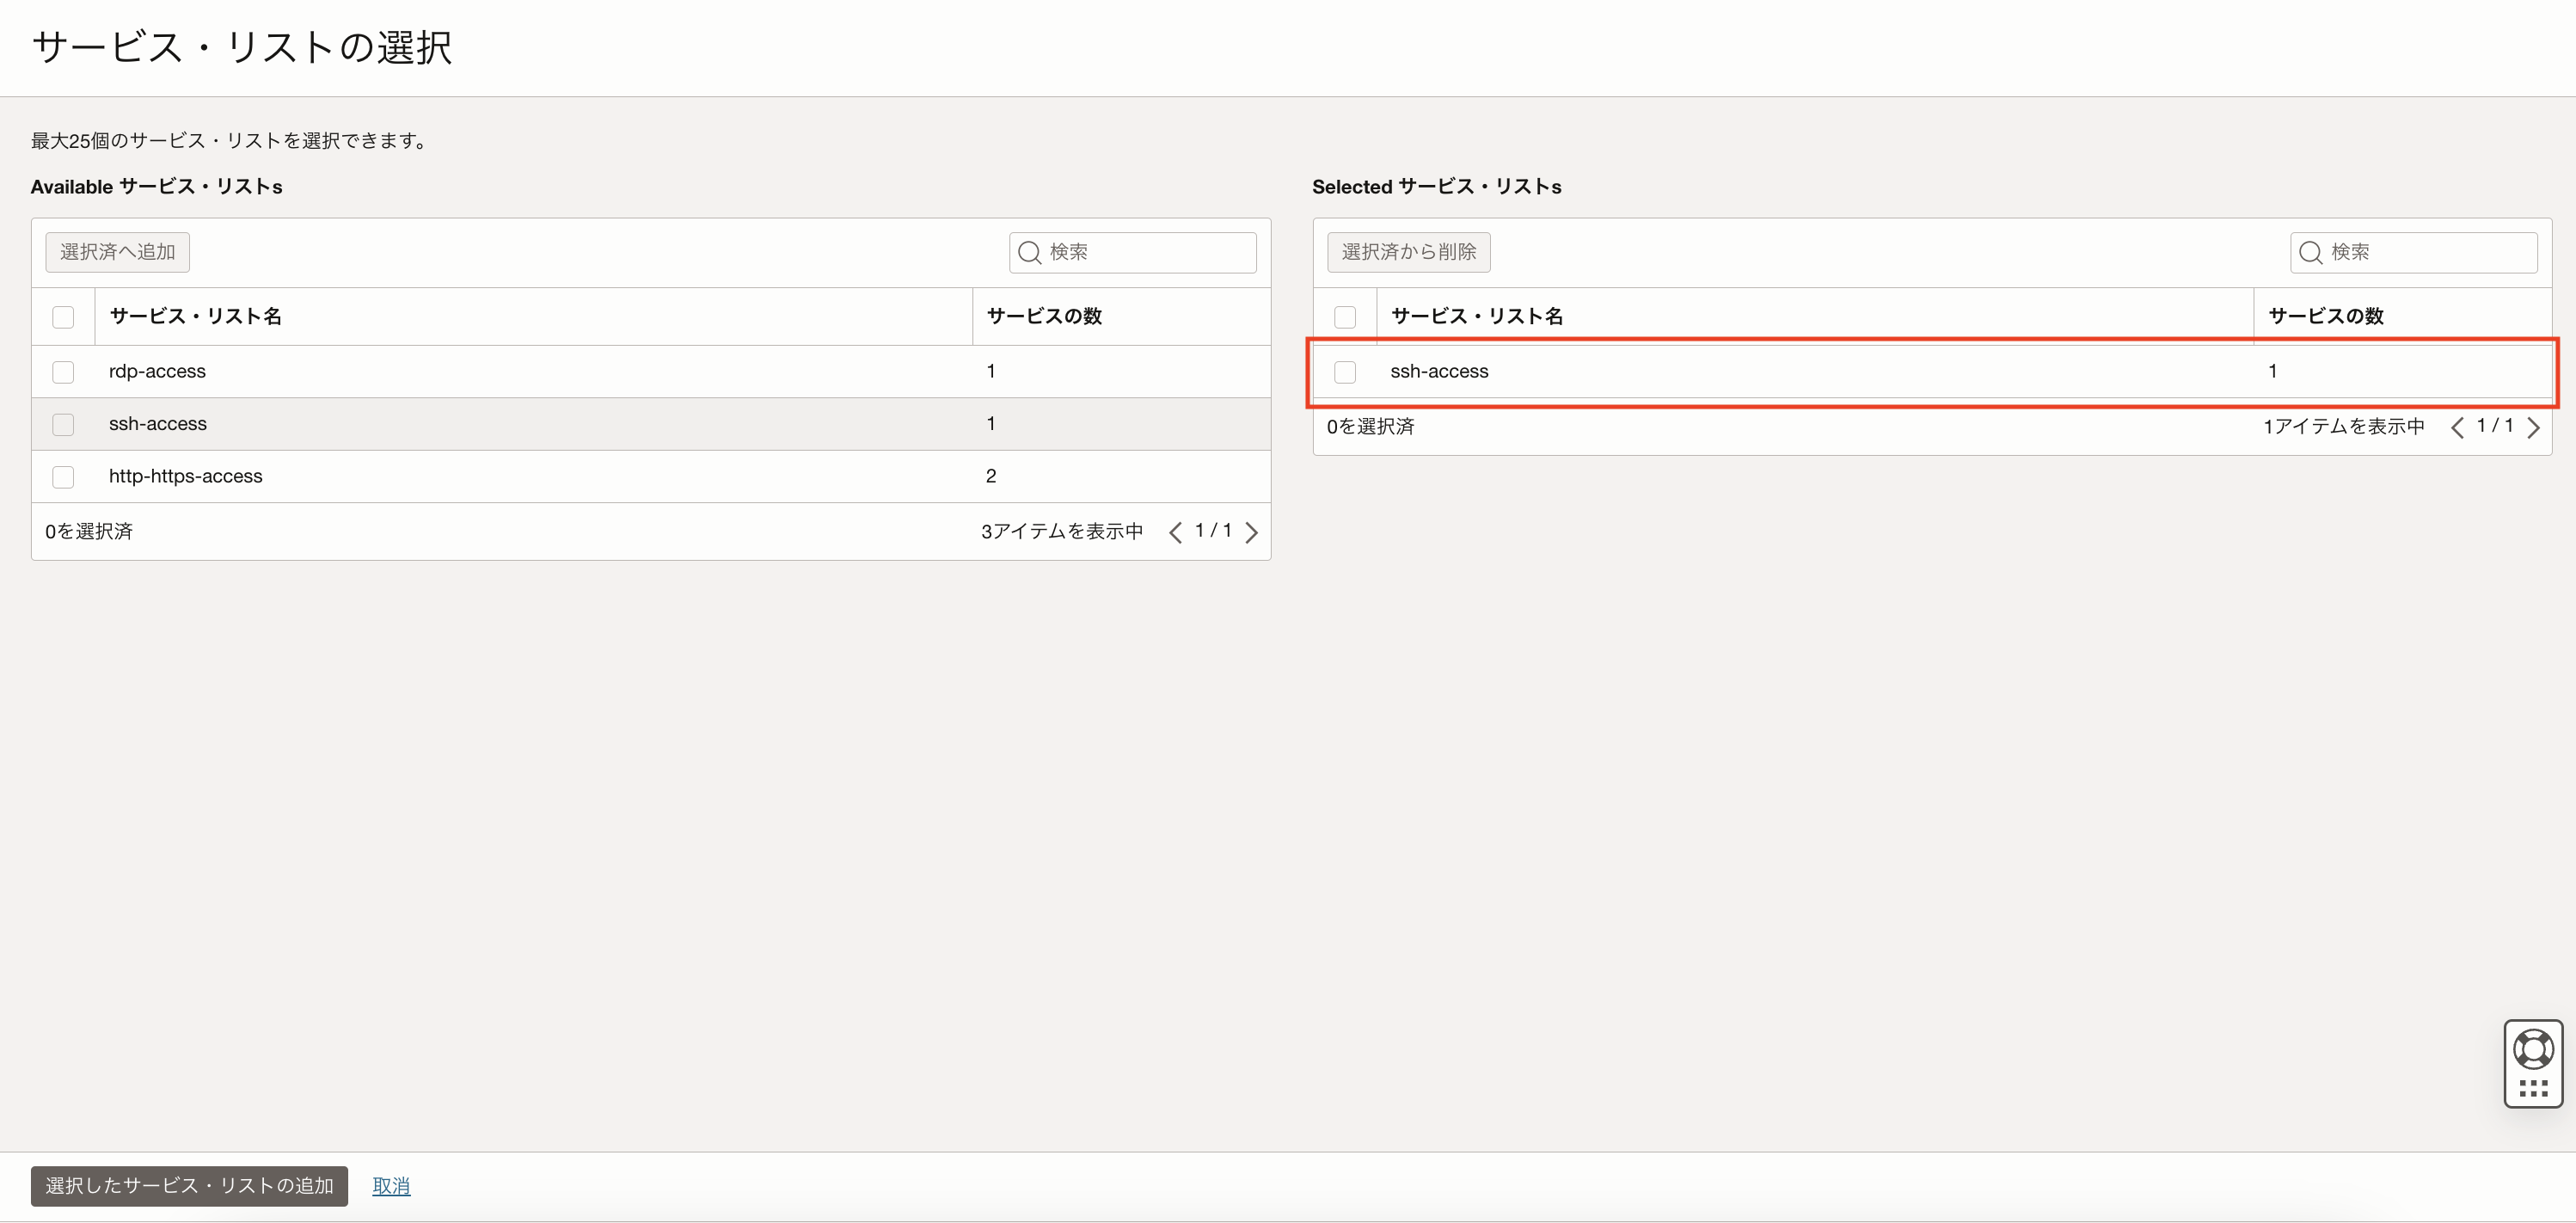 サービス・リストの選択
最大25個のサービス・リストを選択できます。
Available サービス・リストs
選択済へ追加
検索
サービス・リスト名 サービスの数
rdp-access 1
ssh-access 1
http-https-access 2
0を選択済 3アイテムを表示中 1 / 1
Selected サービス・リストs
選択済から削除
検索
サービス・リスト名 サービスの数
ssh-access 1
0を選択済 1アイテムを表示中 1 / 1
選択したサービス・リストの追加 取消